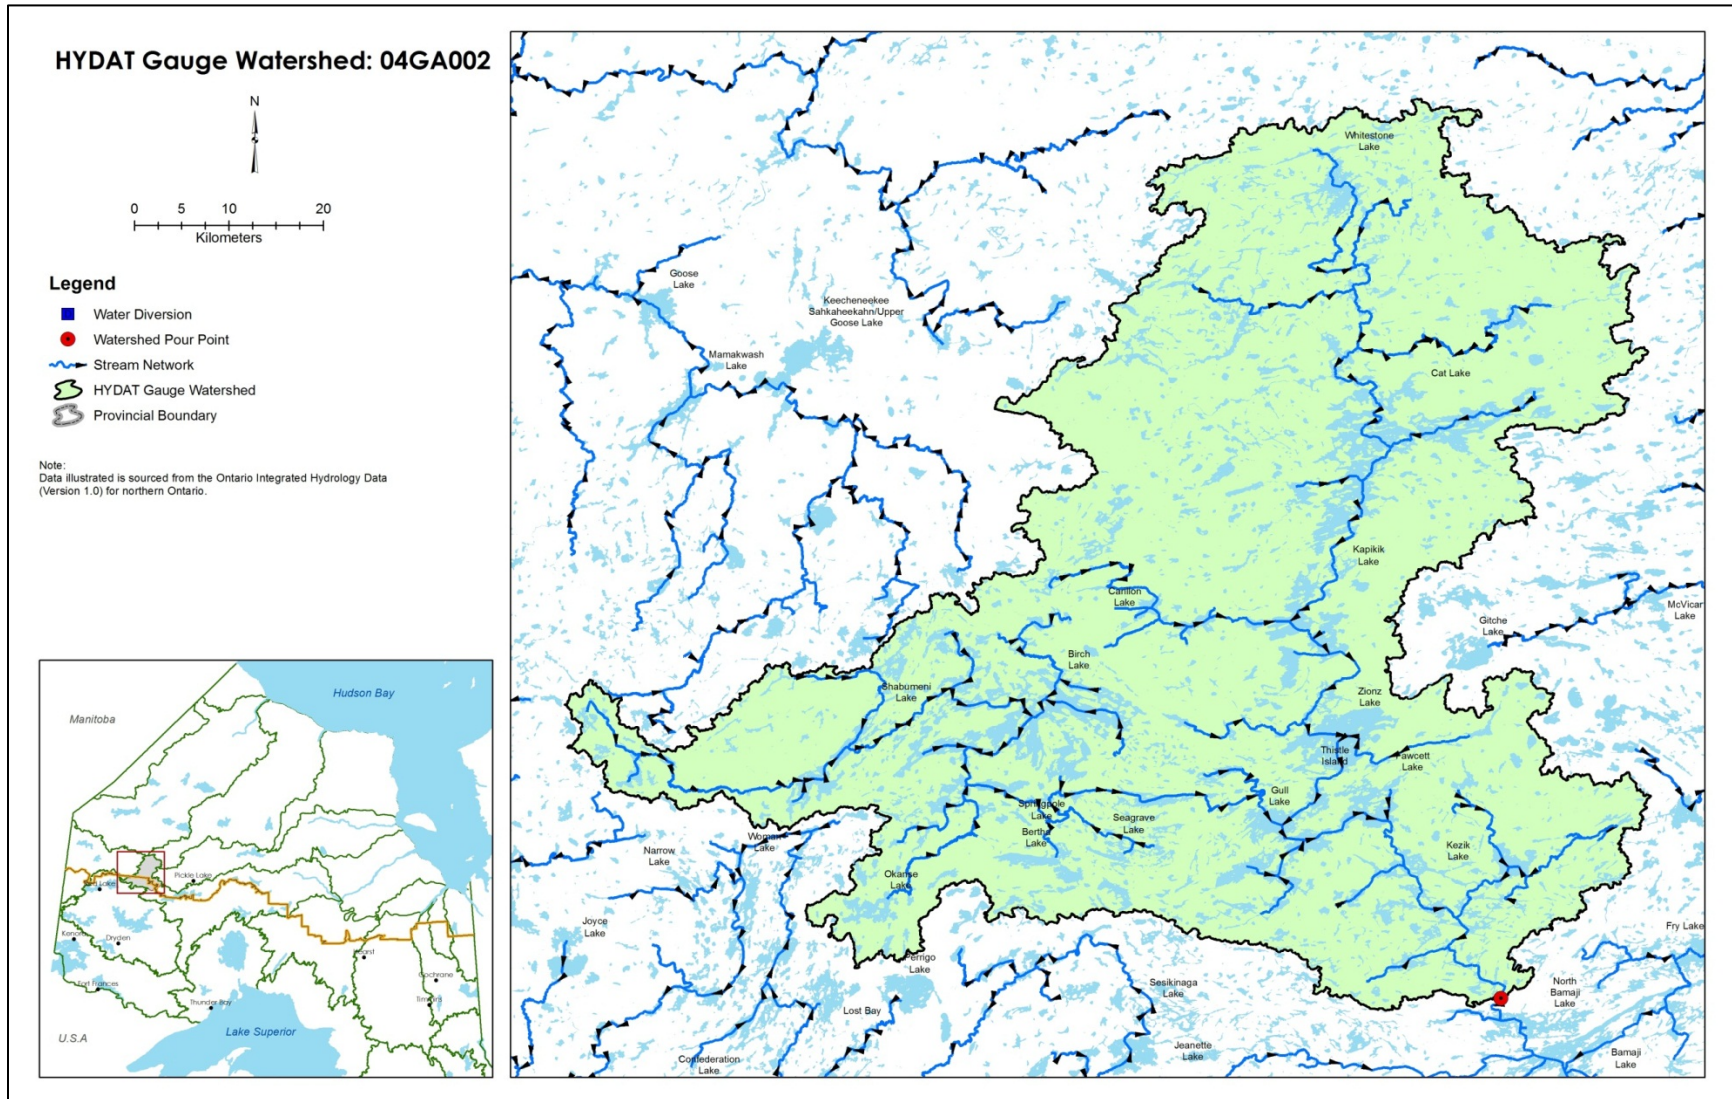 HYDAT Gauge Watershed: 04GA002
N
0 5 10 20
Kilometers
Legend
Water Diversion
Watershed Pour Point
Stream Network
HYDAT Gauge Watershed
Provincial Boundary
Note:
Data illustrated is sourced from the Ontario Integrated Hydrology Data
(Version 1.0) for northern Ontario.
Whitestone
Lake
Goose
Lake
Keecheneekee
Sahkaheekahn/Upper
Goose Lake
Mamakwash
Lake
Cat Lake
Kapikik
Lake
Carillon
Lake
McVicar
Lake
Gitche
Lake
Birch
Lake
Shabumeni
Lake
Zionz
Lake
Thistle
Island
Fawcett
Lake
Gull
Lake
Springpole
Lake
Seagrave
Lake
Bertha
Lake
Woman
Lake
Narrow
Lake
Kezik
Lake
Okanse
Lake
Joyce
Lake
Fry Lake
Perrigo
Lake
Sesikinaga
Lake
North
Bamaji
Lake
Lost Bay
Jeanette
Lake
Confederation
Lake
Bamaji
Lake
Hudson Bay
Manitoba
Pickle Lake
Lake
Kenora
Dryden
Cochrane
Fort Frances
Thunder Bay
Timmins
Lake Superior
U.S.A